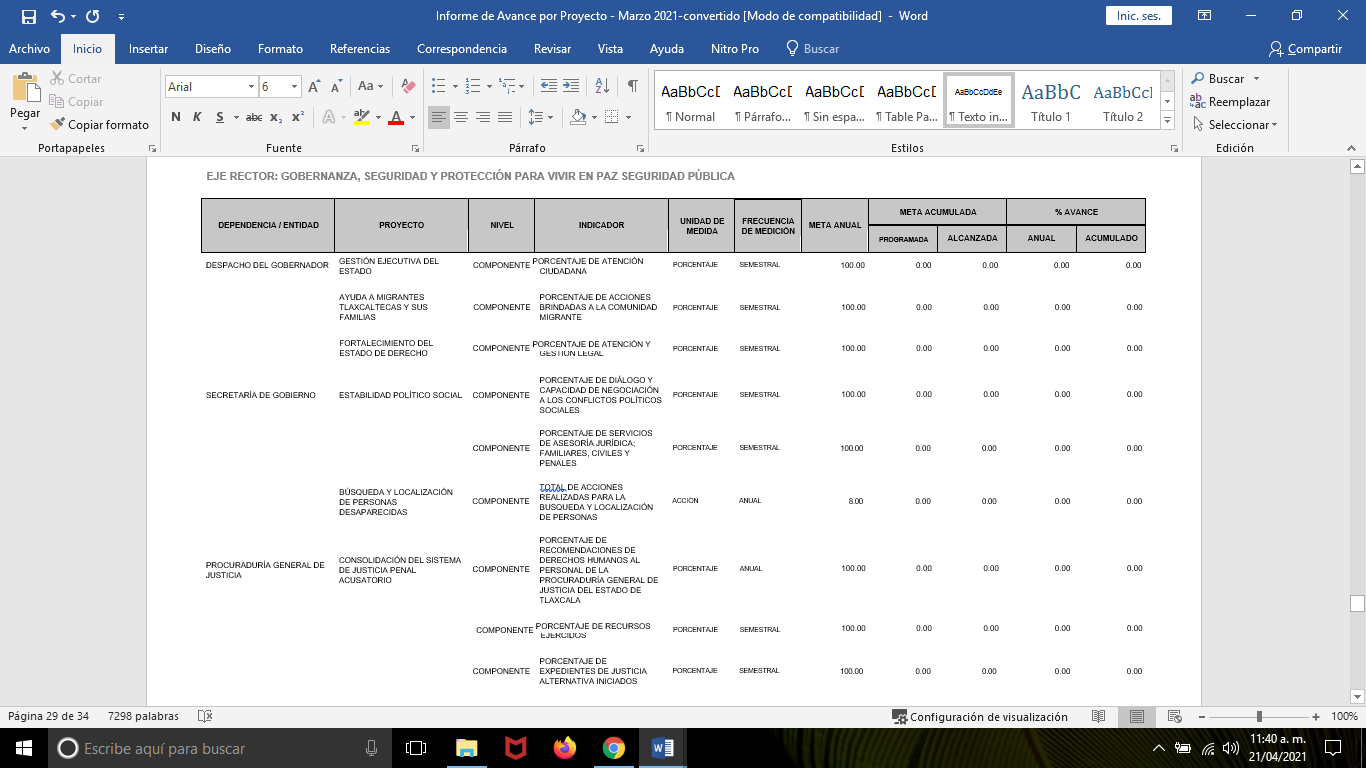 Informe de Avance por Proyecto - Marzo 2021-convertido [Modo de compatibilidad] - Word
Inic. ses.
Archivo Inicio Insertar Diseño Formato Referencias Correspondencia Revisar Vista Ayuda Nitro Pro Buscar Compartir
Pegar
Cortar
Copiar
Copiar formato
Portapapeles
Arial 6
N K S abc x₂ x²
Fuente
Párrafo
AaBbCcD AaBbCcD AaBbCcD AaBbCcD AaBbCcDdEe AaBbC AaBbCcI
¶ Normal ¶ Párrafo... ¶ Sin espa... ¶ Table Pa... ¶ Texto in... Título 1 Título 2
Estilos
Buscar
Reemplazar
Seleccionar
Edición
EJE RECTOR: GOBERNANZA, SEGURIDAD Y PROTECCIÓN PARA VIVIR EN PAZ SEGURIDAD PÚBLICA
DEPENDENCIA / ENTIDAD PROYECTO NIVEL INDICADOR UNIDAD DE MEDIDA FRECUENCIA DE MEDICIÓN META ANUAL META ACUMULADA % AVANCE
PROGRAMADA ALCANZADA ANUAL ACUMULADO
DESPACHO DEL GOBERNADOR GESTIÓN EJECUTIVA DEL ESTADO COMPONENTE PORCENTAJE DE ATENCIÓN CIUDADANA PORCENTAJE SEMESTRAL 100.00 0.00 0.00 0.00 0.00
AYUDA A MIGRANTES TLAXCALTECAS Y SUS FAMILIAS COMPONENTE PORCENTAJE DE ACCIONES BRINDADAS A LA COMUNIDAD MIGRANTE PORCENTAJE SEMESTRAL 100.00 0.00 0.00 0.00 0.00
FORTALECIMIENTO DEL ESTADO DE DERECHO COMPONENTE PORCENTAJE DE ATENCIÓN Y GESTIÓN LEGAL PORCENTAJE SEMESTRAL 100.00 0.00 0.00 0.00 0.00
SECRETARÍA DE GOBIERNO ESTABILIDAD POLÍTICO SOCIAL COMPONENTE PORCENTAJE DE DIÁLOGO Y CAPACIDAD DE NEGOCIACIÓN A LOS CONFLICTOS POLÍTICOS SOCIALES PORCENTAJE SEMESTRAL 100.00 0.00 0.00 0.00 0.00
COMPONENTE PORCENTAJE DE SERVICIOS DE ASESORÍA JURÍDICA; FAMILIARES, CIVILES Y PENALES PORCENTAJE SEMESTRAL 100.00 0.00 0.00 0.00 0.00
BÚSQUEDA Y LOCALIZACIÓN DE PERSONAS DESAPARECIDAS COMPONENTE TOTAL DE ACCIONES REALIZADAS PARA LA BUSQUEDA Y LOCALIZACIÓN DE PERSONAS ACCIÓN ANUAL 8.00 0.00 0.00 0.00 0.00
PROCURADURÍA GENERAL DE JUSTICIA CONSOLIDACIÓN DEL SISTEMA DE JUSTICIA PENAL ACUSATORIO COMPONENTE PORCENTAJE DE RECOMENDACIONES DE DERECHOS HUMANOS AL PERSONAL DE LA PROCURADURÍA GENERAL DE JUSTICIA DEL ESTADO DE TLAXCALA PORCENTAJE ANUAL 100.00 0.00 0.00 0.00 0.00
COMPONENTE PORCENTAJE DE RECURSOS EJERCIDOS PORCENTAJE SEMESTRAL 100.00 0.00 0.00 0.00 0.00
COMPONENTE PORCENTAJE DE EXPEDIENTES DE JUSTICIA ALTERNATIVA INICIADOS PORCENTAJE SEMESTRAL 100.00 0.00 0.00 0.00 0.00
Página 29 de 34 7298 palabras Configuración de visualización 100%
Escribe aquí para buscar
11:40 a. m.
21/04/2021